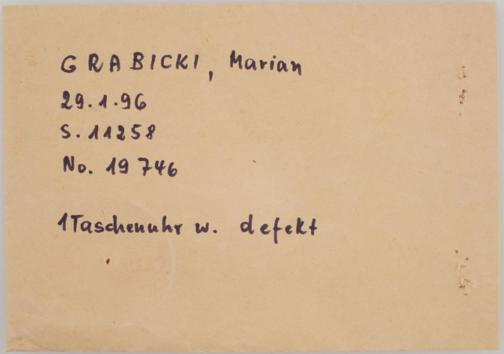 GRABICKI, Marian
29.1.96
S. 11258
No. 19746
1 Taschenuhr w. defekt